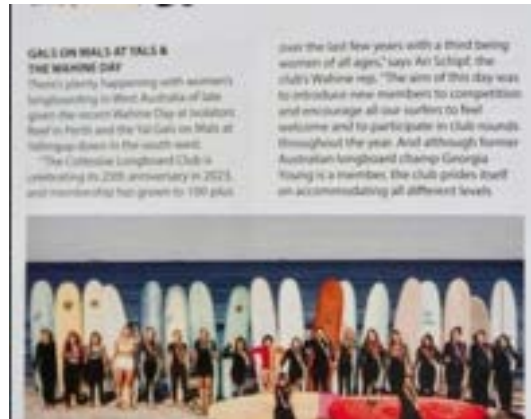 GALS ON MALS AT YALS &
THE WAHINE DAY
There's plenty happening with women's
longboarding in West Australia of late
given the recent Wahine Day at Isolators
Reef in Perth and the Yal Gals on Mals at
Yallingup down in the south west.
"The Cottesloe Longboard Club is
celebrating its 25th anniversary in 2023,
and membership has grown to 100 plus
over the last few years with a third being
women of all ages," says Ari Schipf, the
club's Wahine rep. "The aim of this day was
to introduce new members to competition
and encourage all our surfers to feel
welcome and to participate in club rounds
throughout the year. And although former
Australian longboard champ Georgia
Young is a member, the club prides itself
on accommodating all different levels